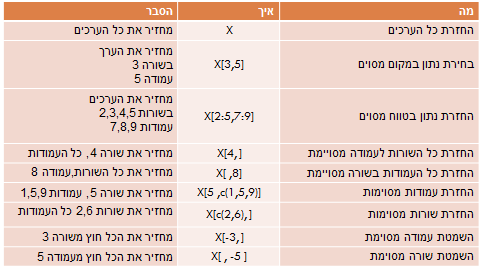 מה איך הסבר
החזרת כל הערכים X מחזיר את כל הערכים
בחירת נתון במקום מסוים X[3,5] מחזיר את הערך
בשורה 3
עמודה 5
החזרת נתון בטווח מסוים X[2:5,7:9] מחזיר את הערכים
בשורות 2,3,4,5
עמודות 7,8,9
החזרת כל השורות לעמודה מסויימת X[4,] מחזיר את שורה 4, כל העמודות
החזרת כל העמודות בשורה מסויימת X[ ,8] מחזיר את כל השורות,עמודה 8
החזרת עמודות מסוימות X[5 ,c(1,5,9)] מחזיר את שורה 5, עמודות 1,5,9
החזרת שורות מסוימות X[c(2,6),] מחזיר את שורות 2,6 כל העמודות
השמטת עמודה מסוימת X[-3,] מחזיר את הכל חוץ משורה 3
השמטת שורה מסוימת X[ , -5 ] מחזיר את הכל חוץ מעמודה 5